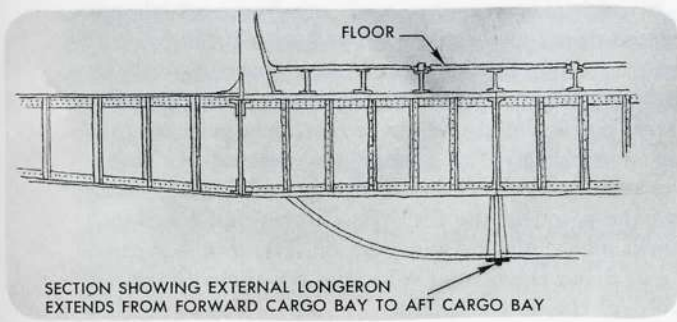 FLOOR
SECTION SHOWING EXTERNAL LONGERON
EXTENDS FROM FORWARD CARGO BAY TO AFT CARGO BAY